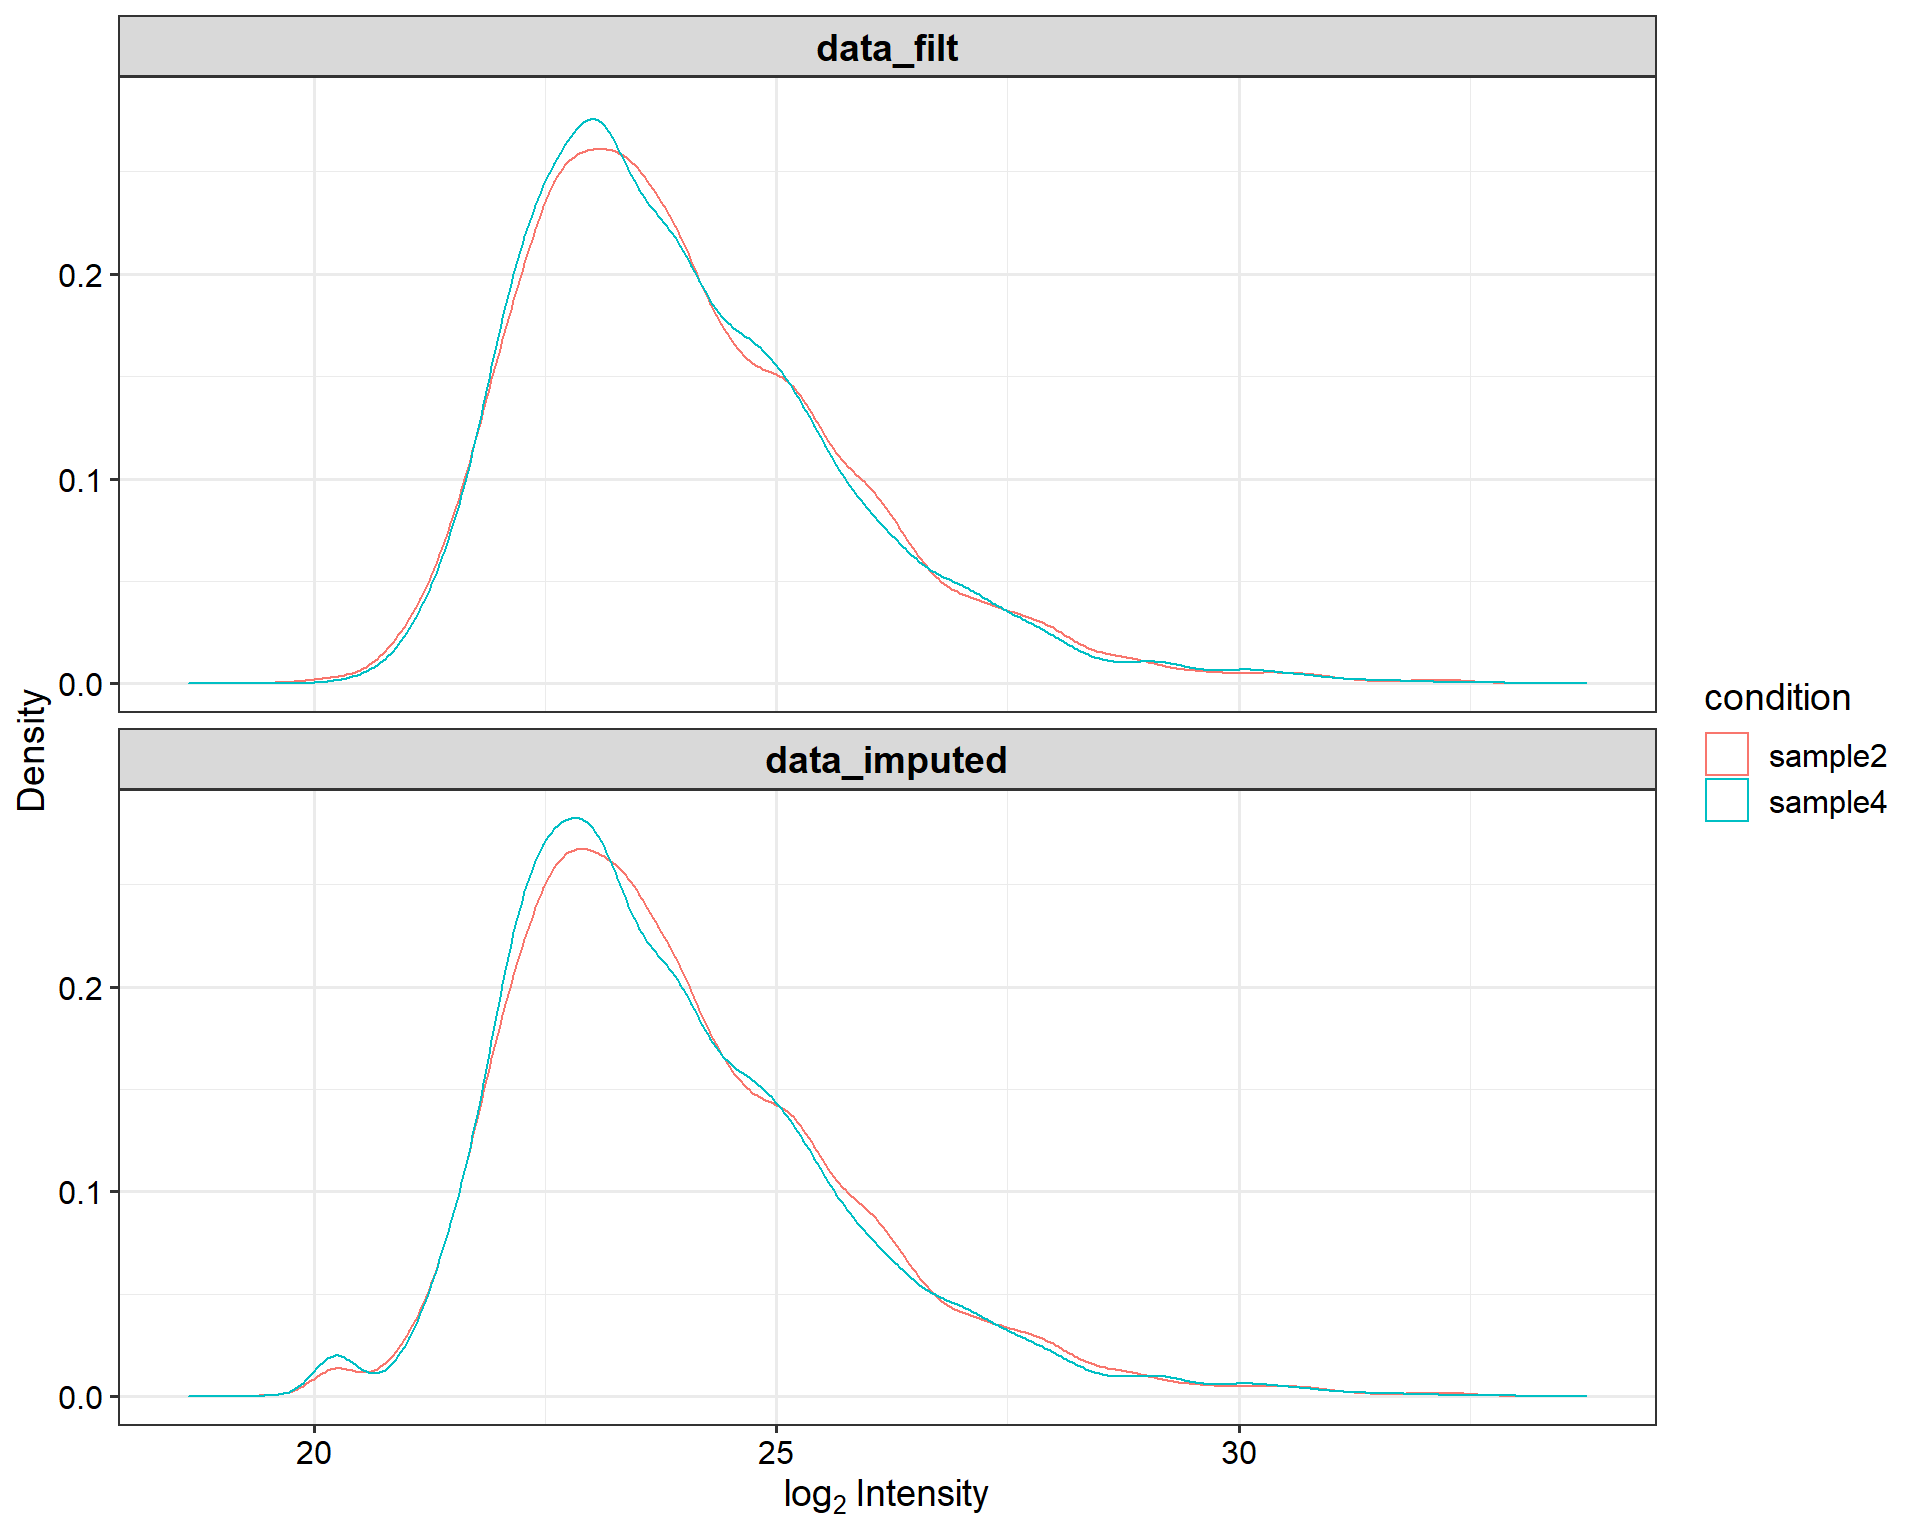 data_filt
0.2
0.1
0.0
Density
data_imputed
0.2
0.1
0.0
20 25 30
log₂ Intensity
condition
sample2
sample4